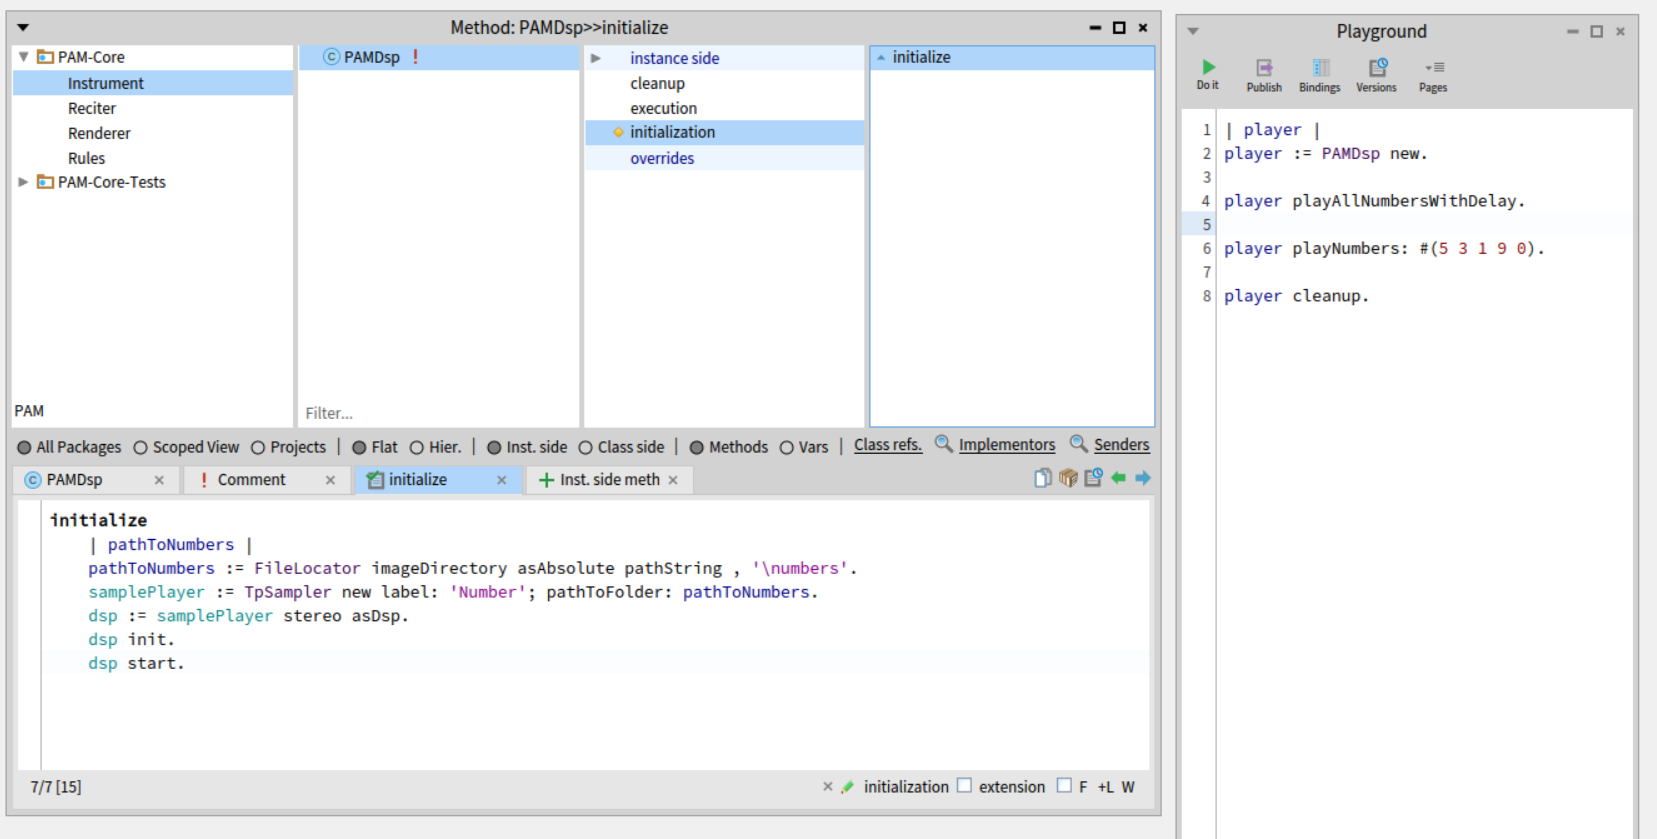 Method: PAMDsp>>initialize
PAM-Core
Instrument
Reciter
Renderer
Rules
PAM-Core-Tests
PAM
PAMDsp !
Filter...
instance side
cleanup
execution
initialization
overrides
initialize
All Packages Scoped View Projects | Flat Hier. | Inst. side Class side | Methods Vars | Class refs. Implementors Senders
PAMDsp × ! Comment × initialize × + Inst. side meth ×
initialize
| pathToNumbers |
pathToNumbers := FileLocator imageDirectory asAbsolute pathString , '\numbers'.
samplePlayer := TpSampler new label: 'Number'; pathToFolder: pathToNumbers.
dsp := samplePlayer stereo asDsp.
dsp init.
dsp start.
7/7 [15]
initialization extension F +L W
Playground
Do it Publish Bindings Versions Pages
1 | player |
2 player := PAMDsp new.
3
4 player playAllNumbersWithDelay.
5
6 player playNumbers: #(5 3 1 9 0).
7
8 player cleanup.